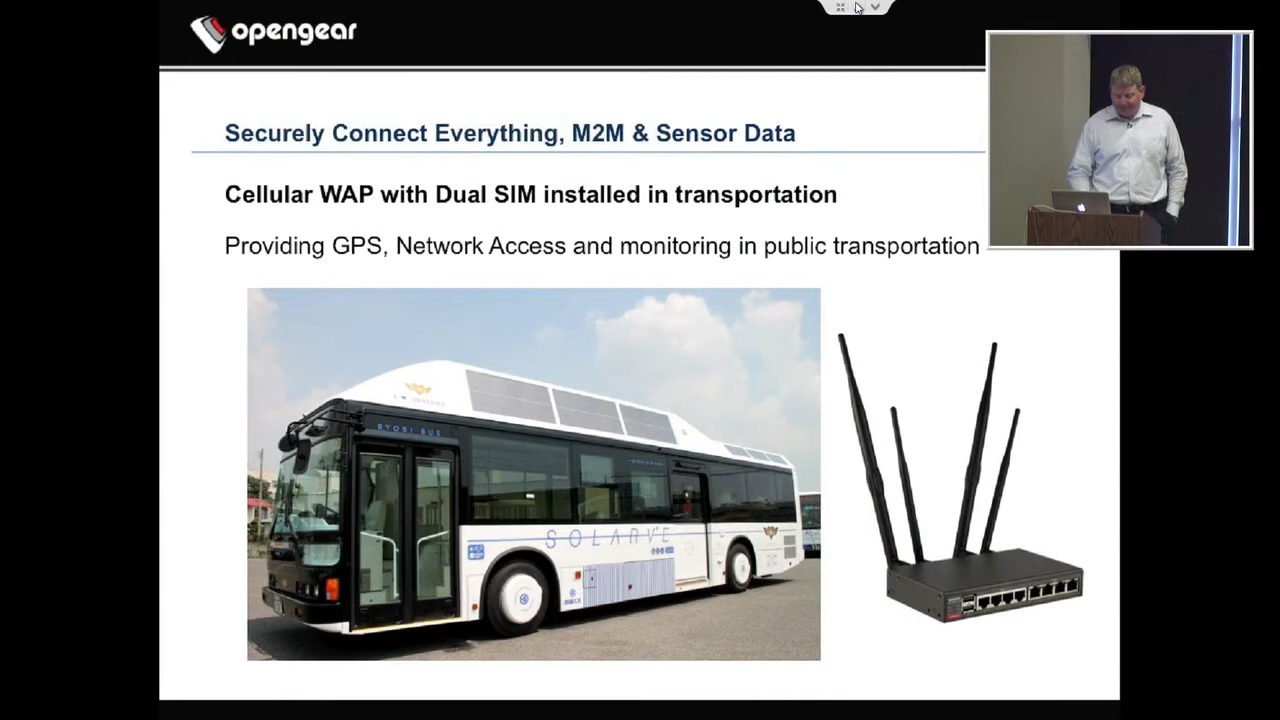 opengear
Securely Connect Everything, M2M & Sensor Data
Cellular WAP with Dual SIM installed in transportation
Providing GPS, Network Access and monitoring in public transportation
RYOBI BUS
SOLARVE